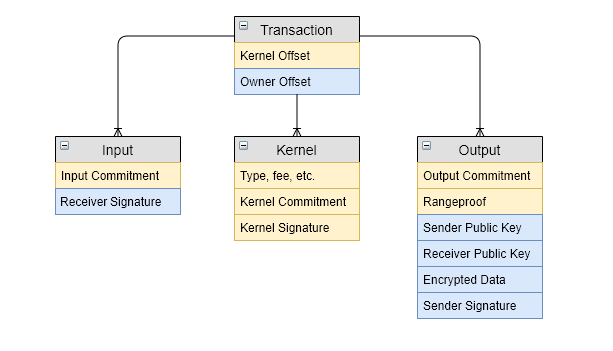 Transaction
Kernel Offset
Owner Offset
Input
Input Commitment
Receiver Signature
Kernel
Type, fee, etc.
Kernel Commitment
Kernel Signature
Output
Output Commitment
Rangeproof
Sender Public Key
Receiver Public Key
Encrypted Data
Sender Signature